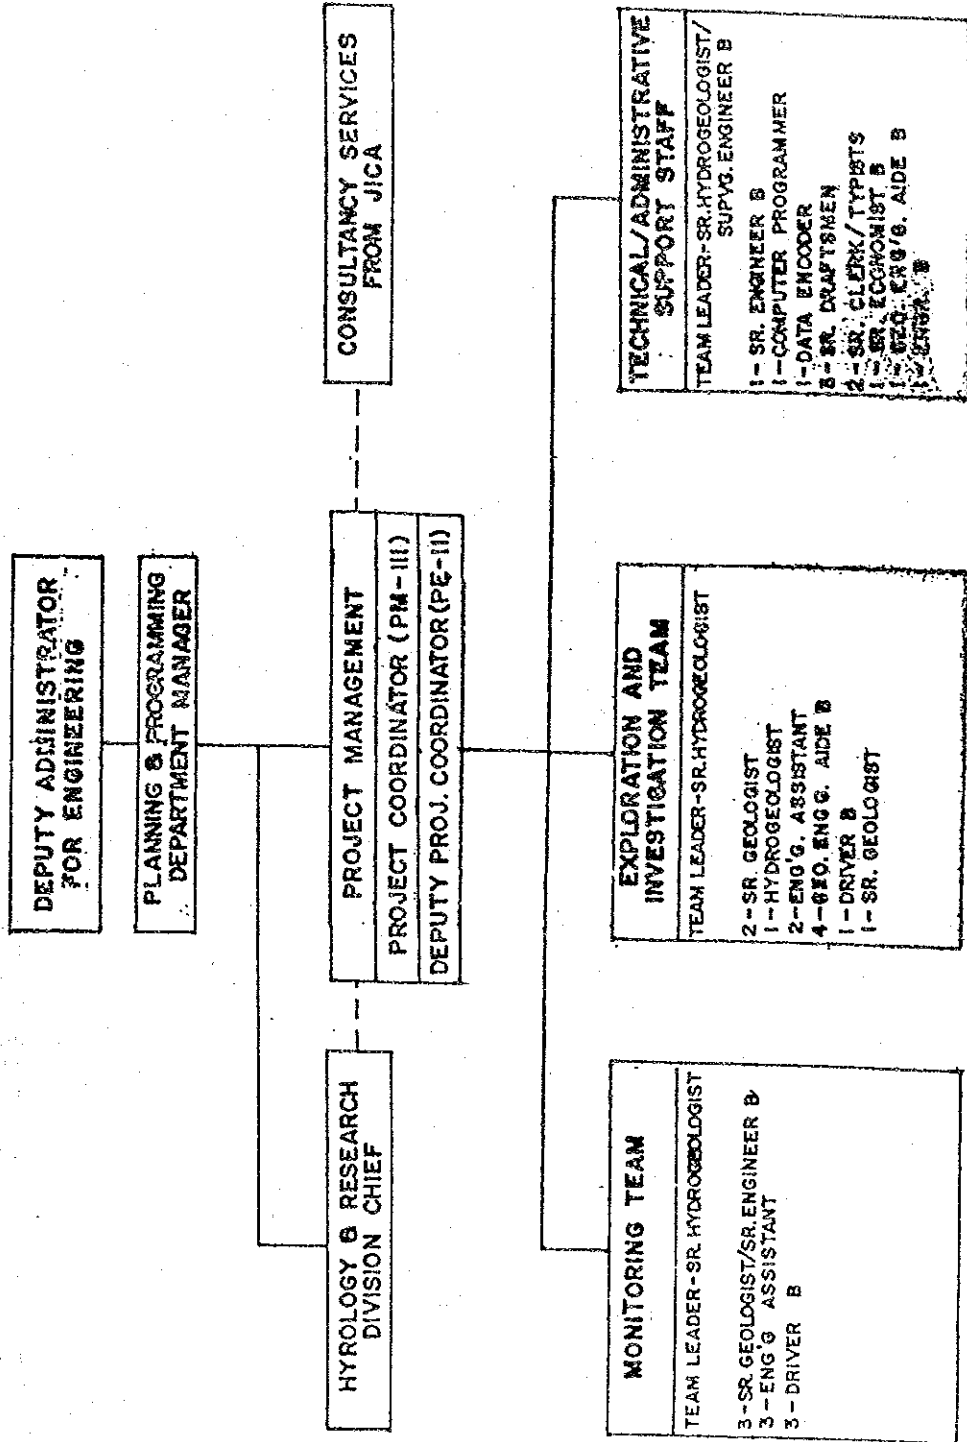 DEPUTY ADMINISTRATOR
FOR ENGINEERING
PLANNING & PROGRAMMING
DEPARTMENT MANAGER
HYROLOGY & RESEARCH
DIVISION CHIEF
PROJECT MANAGEMENT
PROJECT COORDINATOR (PM-III)
DEPUTY PROJ. COORDINATOR (PE-II)
CONSULTANCY SERVICES
FROM JICA
MONITORING TEAM
TEAM LEADER-SR. HYDROGEOLOGIST
3-SR. GEOLOGIST/SR. ENGINEER B
3-ENG'G ASSISTANT
3-DRIVER B
EXPLORATION AND
INVESTIGATION TEAM
TEAM LEADER-SR. HYDROGEOLOGIST
2-SR. GEOLOGIST
1-HYDROGEOLOGIST
2-ENG'G. ASSISTANT
4-GEO. ENGG. AIDE B
1-DRIVER B
1-SR. GEOLOGIST
TECHNICAL/ADMINISTRATIVE
SUPPORT STAFF
TEAM LEADER-SR. HYDROGEOLOGIST/
SUPVG. ENGINEER B
1-SR. ENGINEER B
1-COMPUTER PROGRAMMER
1-DATA ENCODER
3-SR. DRAFTSMEN
2-SR. CLERK/TYPISTS
1-SR. ECONOMIST B
1-GEO. ENG'G. AIDE B